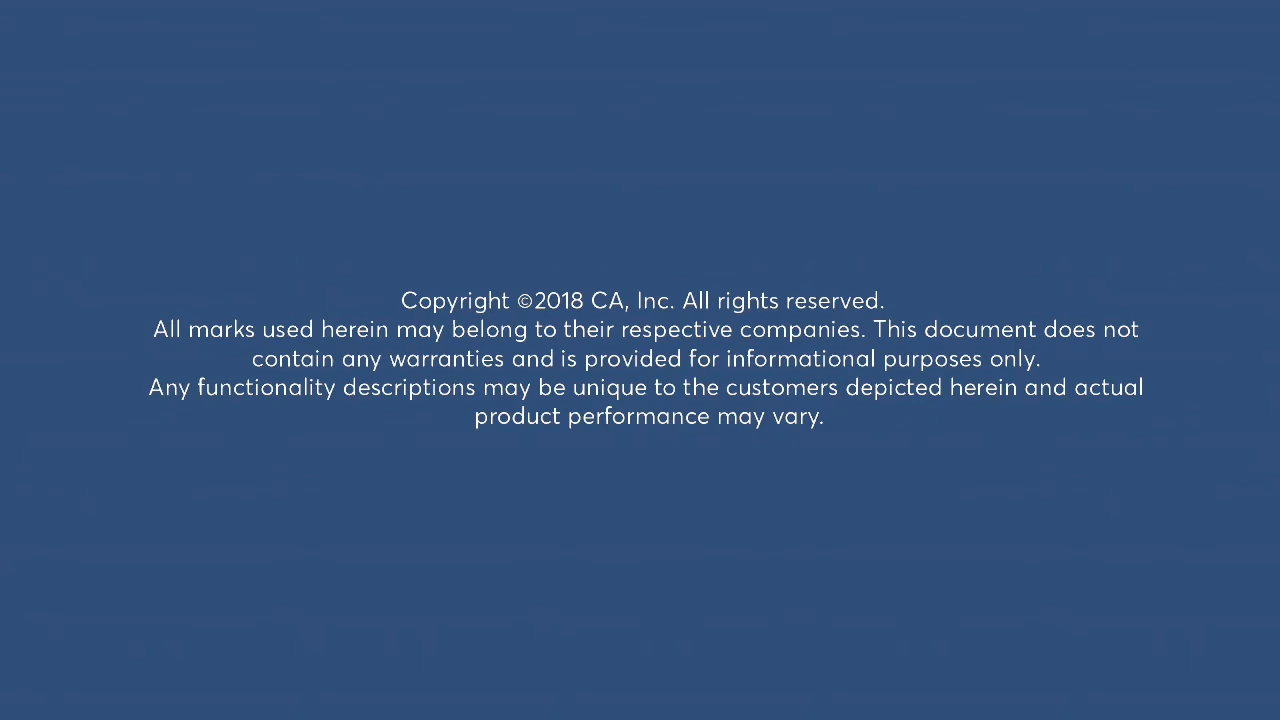 Copyright ©2018 CA, Inc. All rights reserved.
All marks used herein may belong to their respective companies. This document does not
contain any warranties and is provided for informational purposes only.
Any functionality descriptions may be unique to the customers depicted herein and actual
product performance may vary.